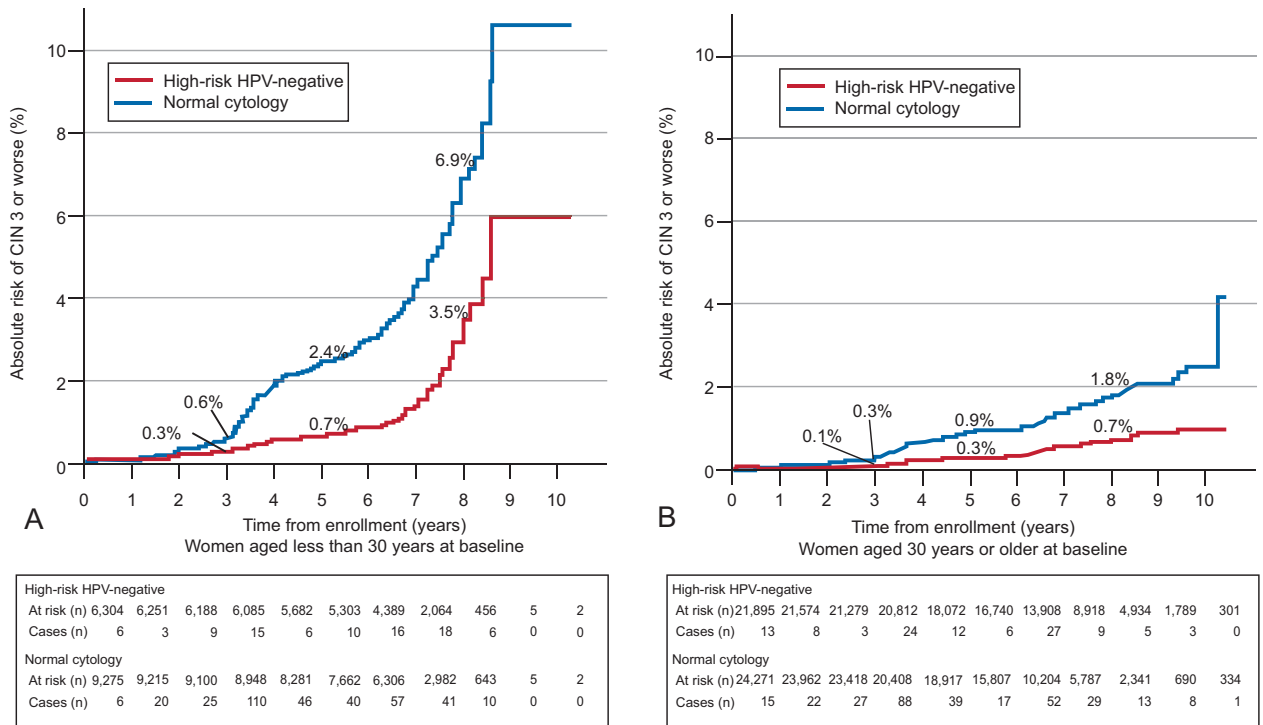 Absolute risk of CIN 3 or worse (%)
10
8
6
4
2
0
High-risk HPV-negative
Normal cytology
6.9%
3.5%
2.4%
0.6%
0.3%
0.7%
0 1 2 3 4 5 6 7 8 9 10
A
Time from enrollment (years)
Women aged less than 30 years at baseline
High-risk HPV-negative
At risk (n) 6,304 6,251 6,188 6,085 5,682 5,303 4,389 2,064 456 5 2
Cases (n) 6 3 9 15 6 10 16 18 6 0 0
Normal cytology
At risk (n) 9,275 9,215 9,100 8,948 8,281 7,662 6,306 2,982 643 5 2
Cases (n) 6 20 25 110 46 40 57 41 10 0 0
Absolute risk of CIN 3 or worse (%)
10
8
6
4
2
0
High-risk HPV-negative
Normal cytology
1.8%
0.9%
0.3%
0.1%
0.7%
0.3%
0 1 2 3 4 5 6 7 8 9 10
B
Time from enrollment (years)
Women aged 30 years or older at baseline
High-risk HPV-negative
At risk (n) 21,895 21,574 21,279 20,812 18,072 16,740 13,908 8,918 4,934 1,789 301
Cases (n) 13 8 3 24 12 6 27 9 5 3 0
Normal cytology
At risk (n) 24,271 23,962 23,418 20,408 18,917 15,807 10,204 5,787 2,341 690 334
Cases (n) 15 22 27 88 39 17 52 29 13 8 1